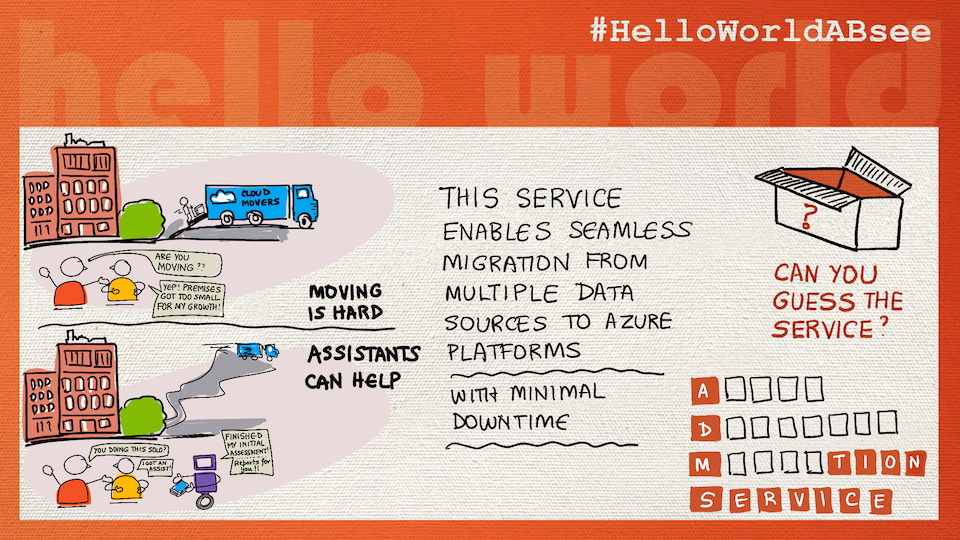 hello world
#HelloWorldABsee
CLOUD
MOVERS
ARE YOU
MOVING ??
YEP! PREMISES
GOT TOO SMALL
FOR MY GROWTH!
MOVING
IS HARD
ASSISTANTS
CAN HELP
YOU DOING THIS SOLO?
I GOT AN
ASSIST!
FINISHED
MY INITIAL
ASSESSMENT!
Reports for
you!!
THIS SERVICE
ENABLES SEAMLESS
MIGRATION FROM
MULTIPLE DATA
SOURCES TO AZURE
PLATFORMS
WITH MINIMAL
DOWNTIME
?
CAN YOU
GUESS THE
SERVICE?
A
D
M TION
SERVICE